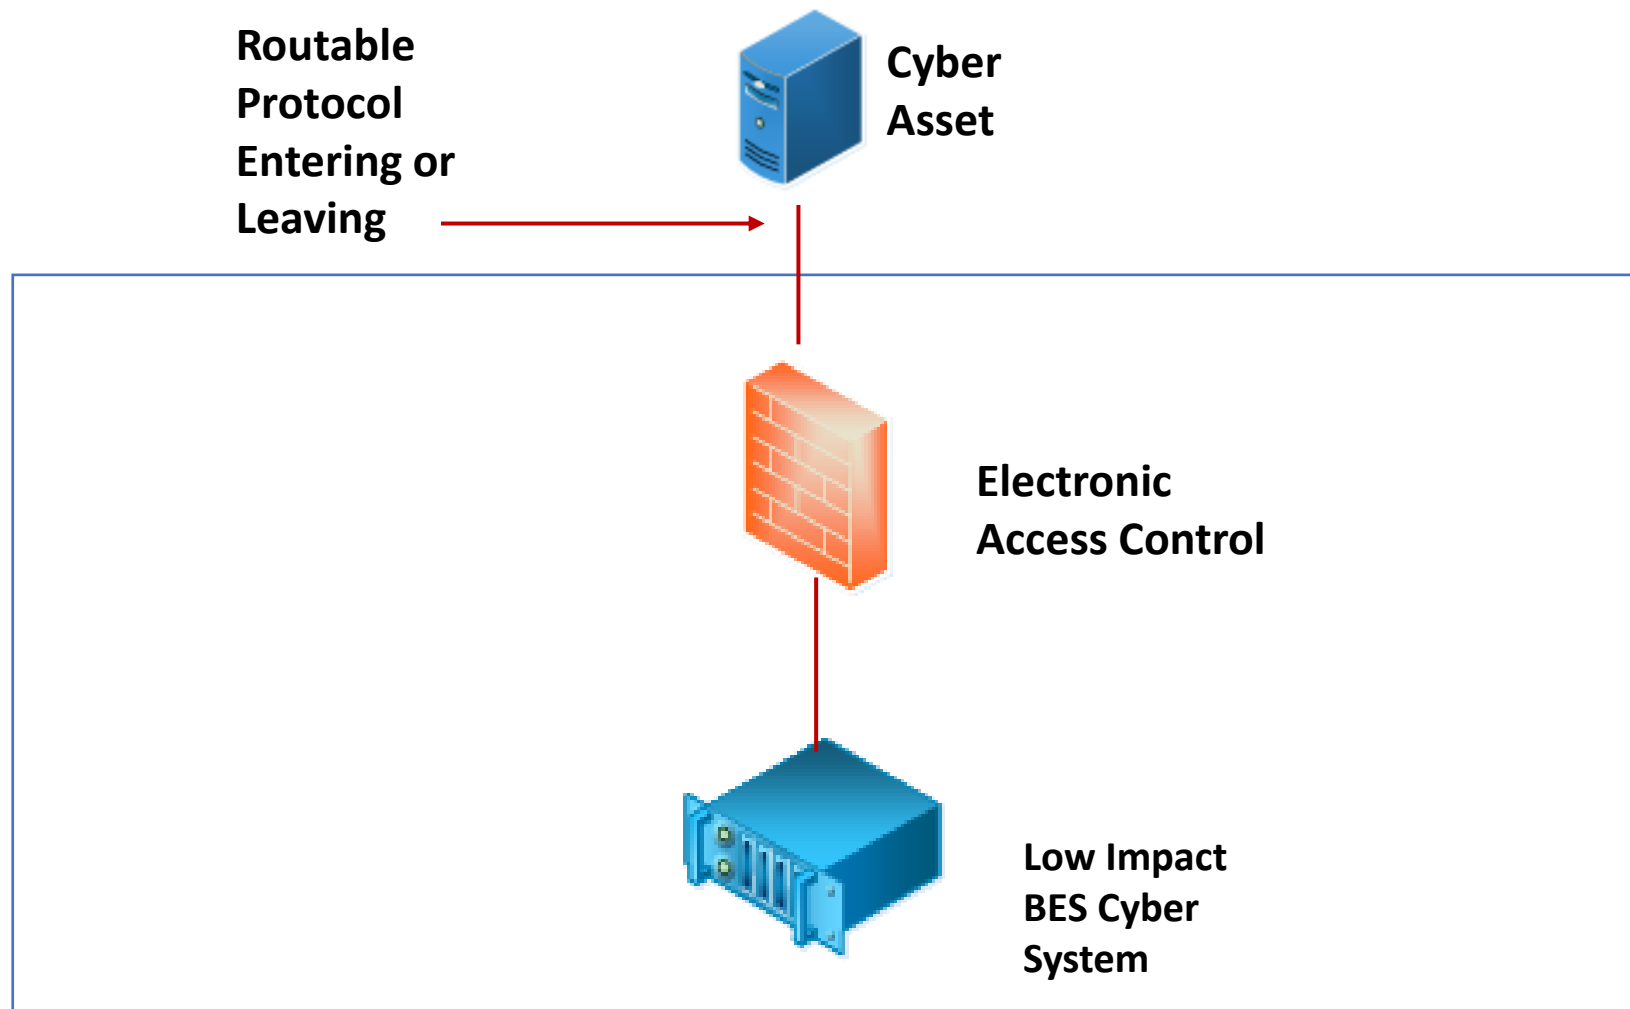 Routable
Protocol
Entering or
Leaving
Cyber
Asset
Electronic
Access Control
Low Impact
BES Cyber
System